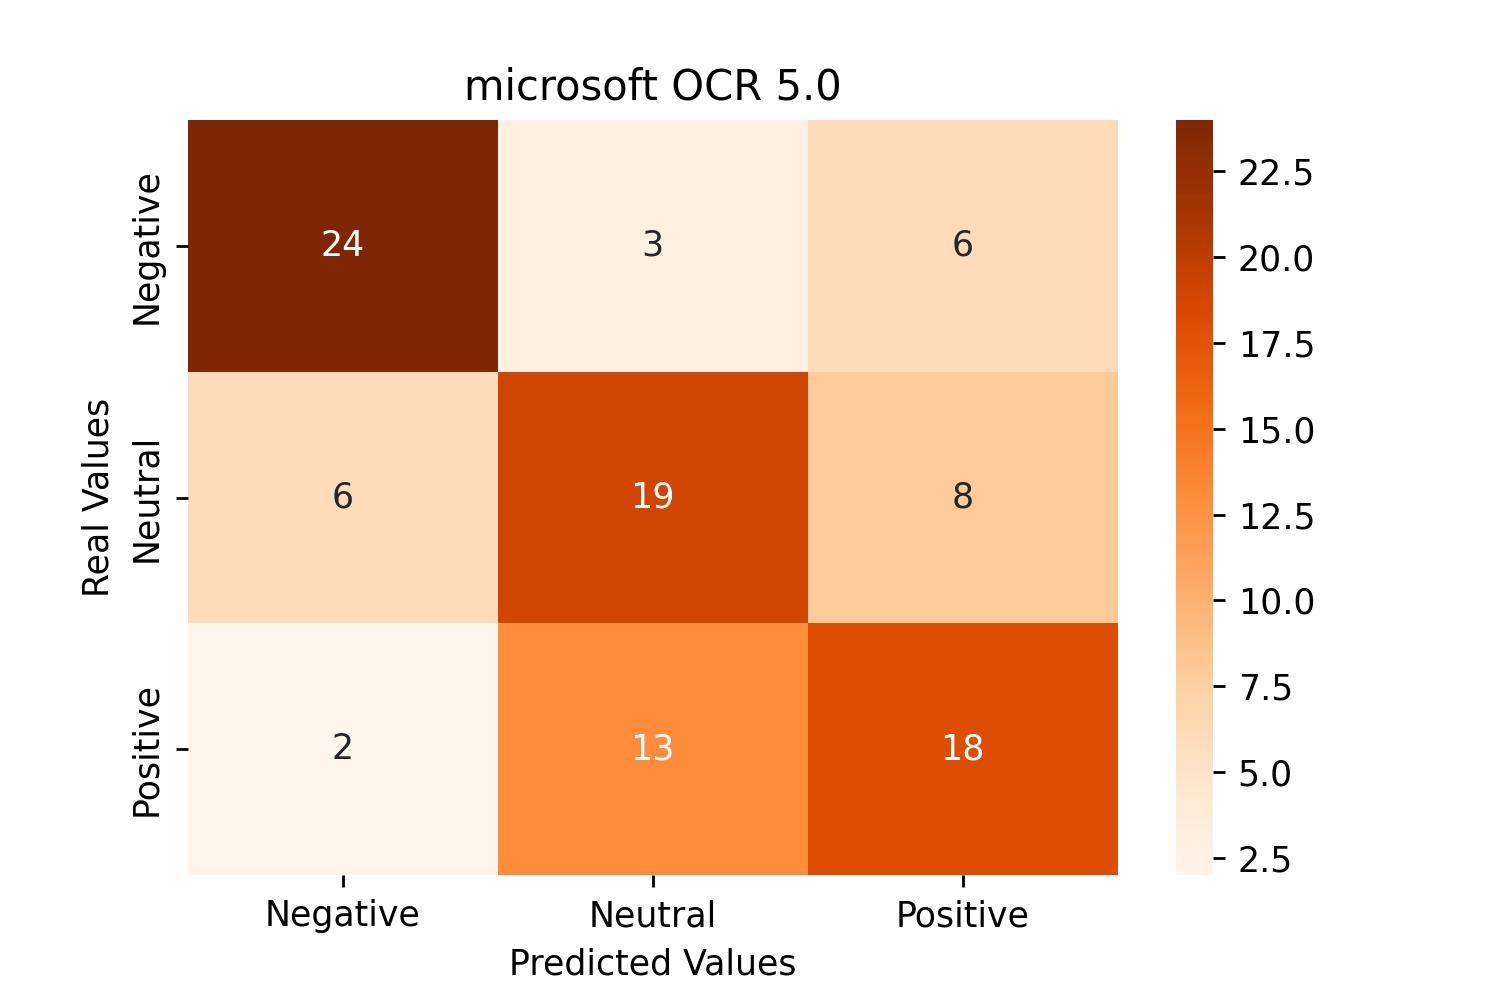 microsoft OCR 5.0
Negative 24 3 6
Neutral 6 19 8
Positive 2 13 18
Real Values
Negative Neutral Positive
Predicted Values
22.5
20.0
17.5
15.0
12.5
10.0
7.5
5.0
2.5